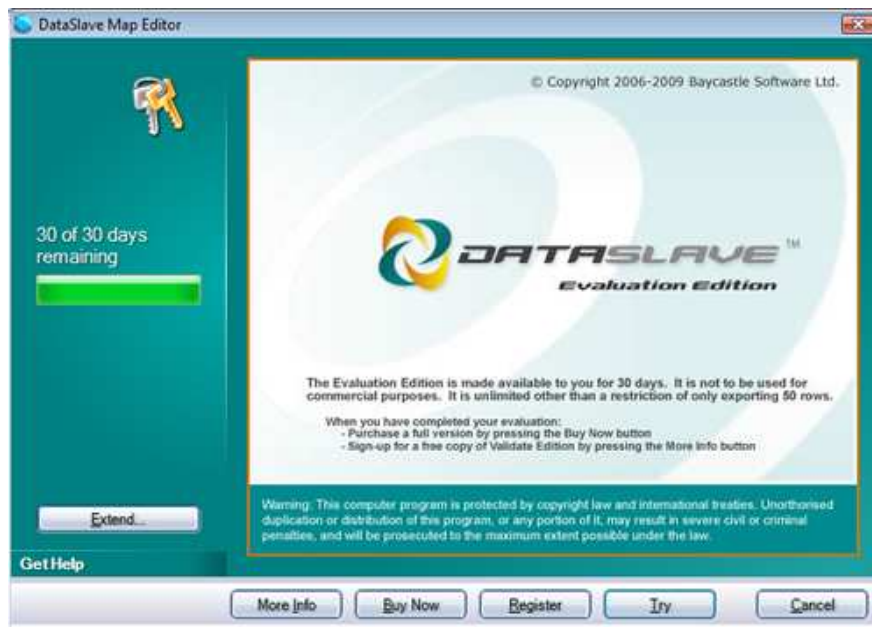 DataSlave Map Editor
© Copyright 2006-2009 Baycastle Software Ltd.
30 of 30 days
remaining
DATASLAVE™
Evaluation Edition
The Evaluation Edition is made available to you for 30 days. It is not to be used for
commercial purposes. It is unlimited other than a restriction of only exporting 50 rows.
When you have completed your evaluation:
- Purchase a full version by pressing the Buy Now button
- Sign-up for a free copy of Validate Edition by pressing the More Info button
Extend...
Warning: This computer program is protected by copyright law and international treaties. Unorthorised
duplication or distribution of this program, or any portion of it, may result in severe civil or criminal
penalties, and will be prosecuted to the maximum extent possible under the law.
Get Help
More Info
Buy Now
Register
Try
Cancel